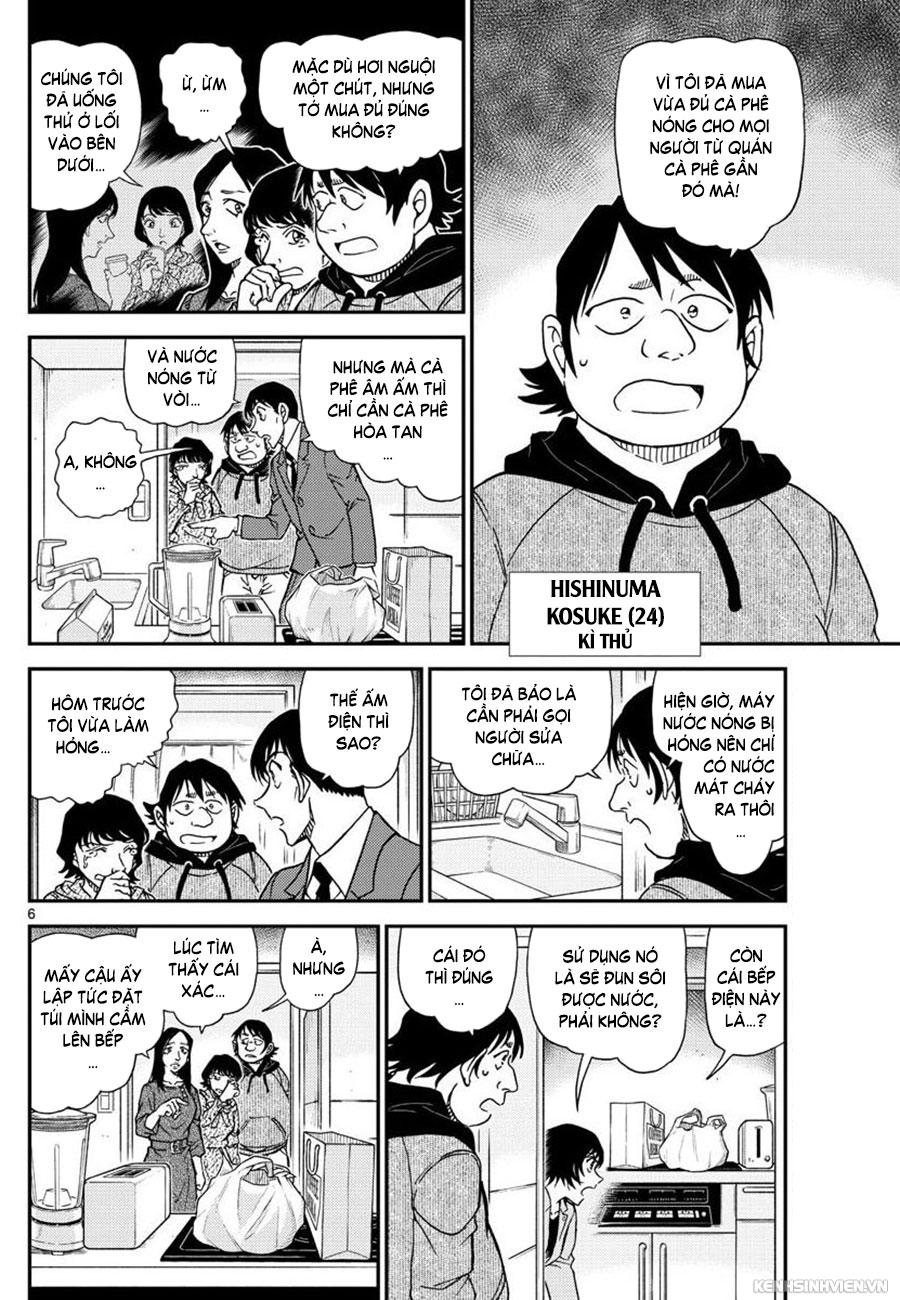 VÌ TÔI ĐÃ MUA
VỪA ĐỦ CÀ PHÊ
NÓNG CHO MỌI
NGƯỜI TỪ QUÁN
CÀ PHÊ GẦN
ĐÓ MÀ!
HISHINUMA
KOSUKE (24)
KÌ THỦ
MẶC DÙ HƠI NGUỘI
MỘT CHÚT, NHƯNG
TỚ MUA ĐỦ ĐÚNG
KHÔNG?
Ừ, ỪM
...
CHÚNG TÔI
ĐÃ UỐNG
THỨ Ở LỐI
VÀO BÊN
DƯỚI...
NHƯNG MÀ CÀ
PHÊ ÂM ẤM THÌ
CHỈ CẦN CÀ PHÊ
HÒA TAN
...
VÀ NƯỚC
NÓNG TỪ
VÒI...
A, KHÔNG
...
HIỆN GIỜ, MÁY
NƯỚC NÓNG BỊ
HỎNG NÊN CHỈ
CÓ NƯỚC
MÁT CHẢY
RA THÔI
...
TÔI ĐÃ BẢO LÀ
CẦN PHẢI GỌI
NGƯỜI SỬA
CHỮA...
THẾ ẤM
ĐIỆN THÌ
SAO?
HÔM TRƯỚC
TÔI VỪA LÀM
HỎNG...
6
CÒN
CÁI BẾP
ĐIỆN NÀY
LÀ...?
SỬ DỤNG NÓ
LÀ SẼ ĐUN SÔI
ĐƯỢC NƯỚC,
PHẢI KHÔNG?
CÁI ĐÓ
THÌ ĐÚNG
...
À,
NHƯNG
...
LÚC TÌM
THẤY CÁI
XÁC...
MẤY CẬU ẤY
LẬP TỨC ĐẶT
TÚI MÌNH CẦM
LÊN BẾP
...
KENHSINHVIEN.VN